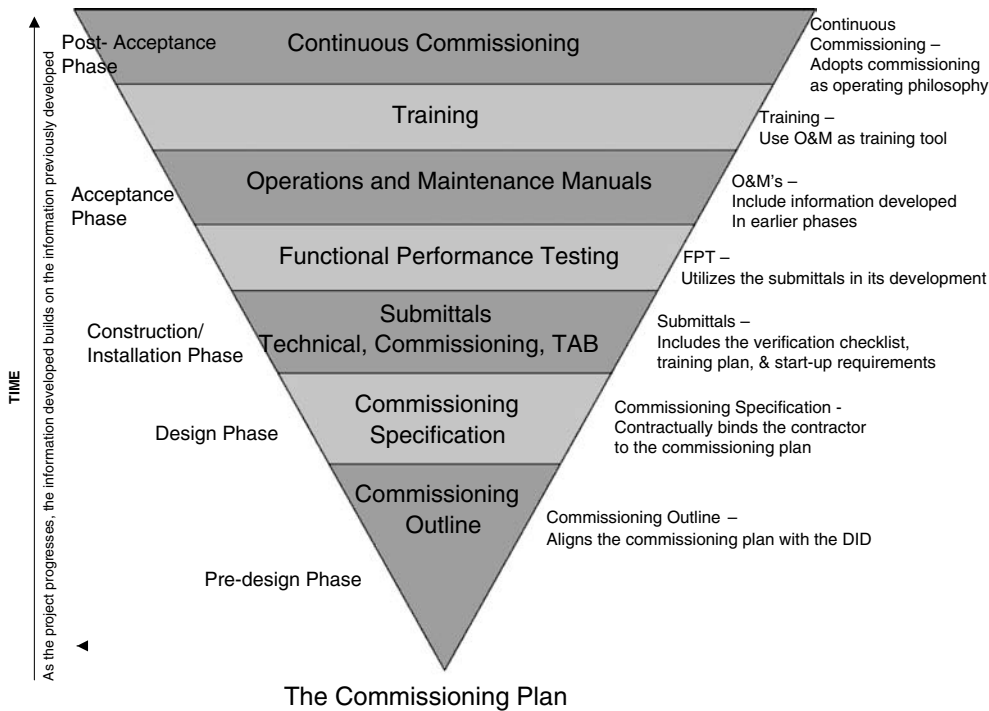 TIME
As the project progresses, the information developed builds on the information previously developed
Post- Acceptance
Phase
Continuous Commissioning
Continuous
Commissioning –
Adopts commissioning
as operating philosophy
Training
Training –
Use O&M as training tool
Acceptance
Phase
Operations and Maintenance Manuals
O&M's –
Include information developed
In earlier phases
Functional Performance Testing
FPT –
Utilizes the submittals in its development
Construction/
Installation Phase
Submittals
Technical, Commissioning, TAB
Submittals –
Includes the verification checklist,
training plan, & start-up requirements
Design Phase
Commissioning
Specification
Commissioning Specification -
Contractually binds the contractor
to the commissioning plan
Commissioning
Outline
Commissioning Outline –
Aligns the commissioning plan with the DID
Pre-design Phase
The Commissioning Plan